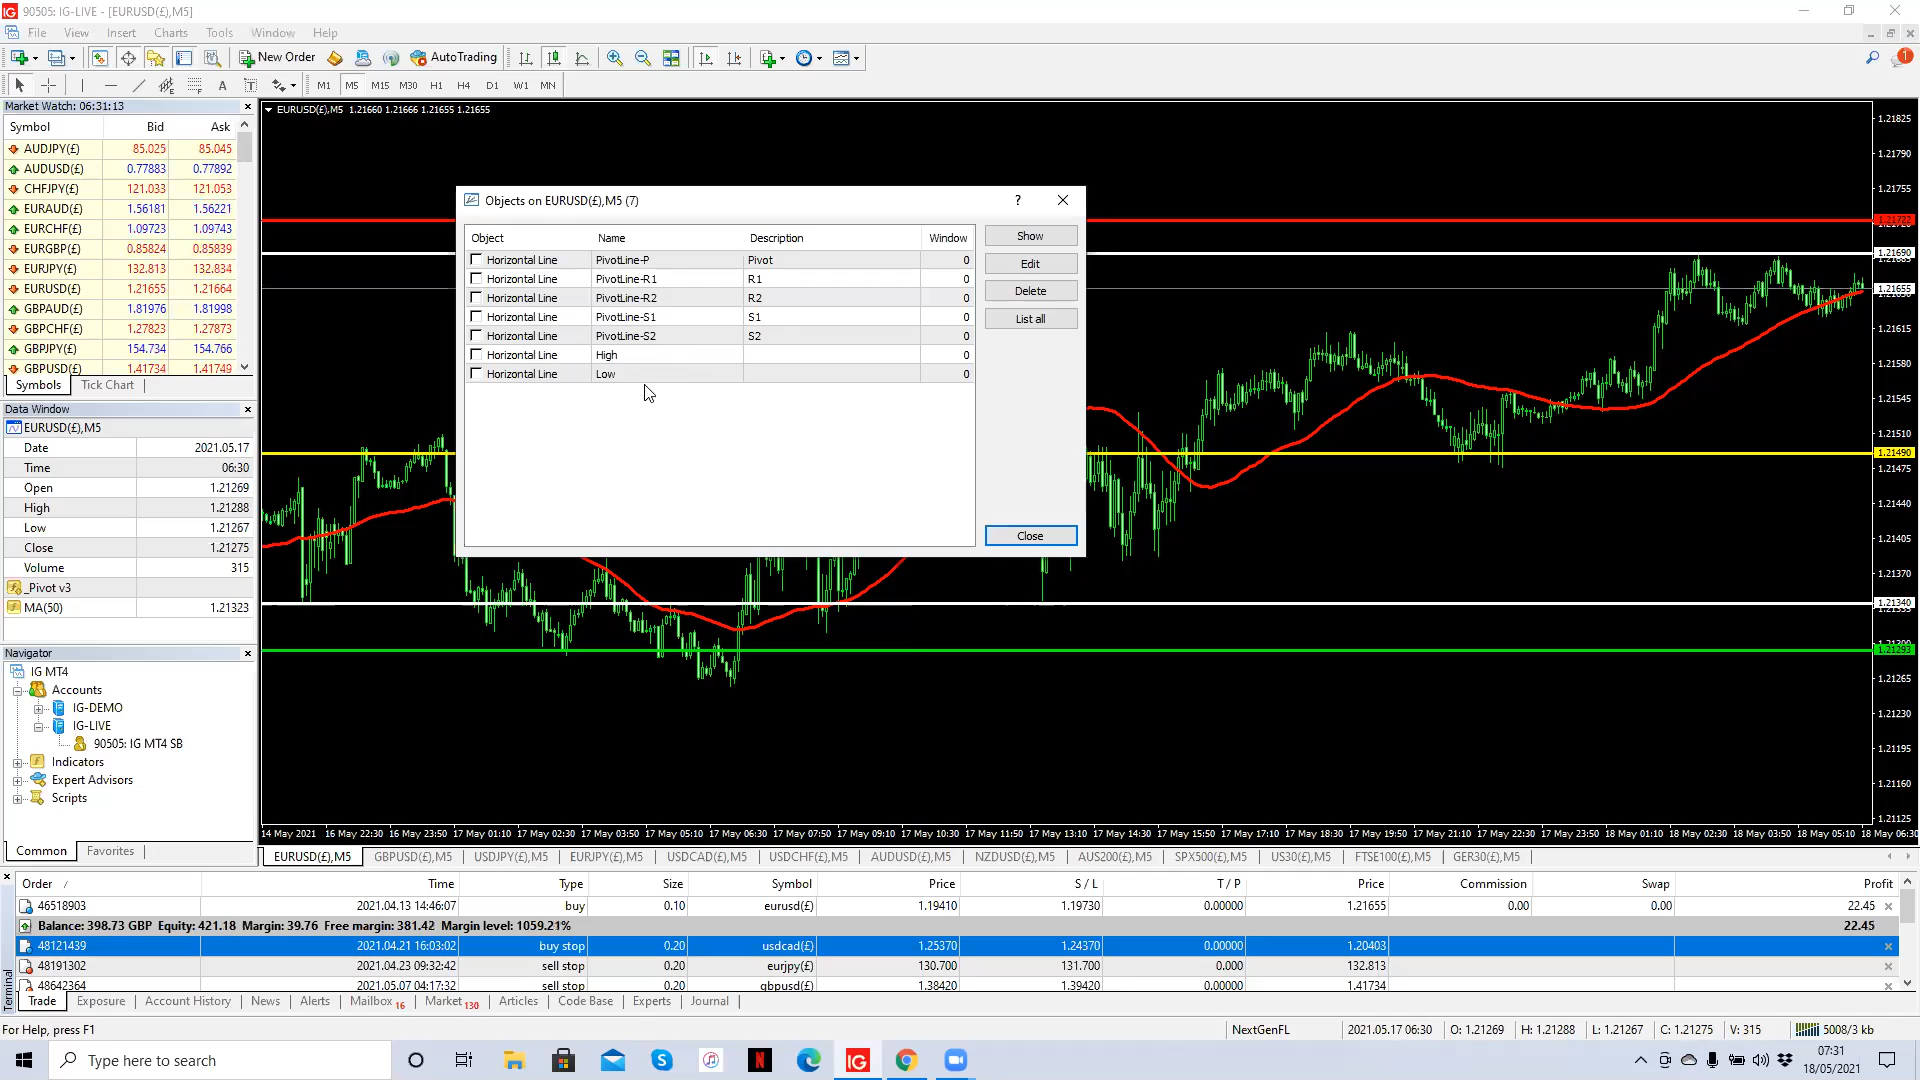 IG 90505: IG-LIVE - [EURUSD(£),M5]
File View Insert Charts Tools Window Help
New Order AutoTrading
A T M1 M5 M15 M30 H1 H4 D1 W1 MN
1
Market Watch: 06:31:13
Symbol Bid Ask
AUDJPY(£) 85.025 85.045
AUDUSD(£) 0.77883 0.77892
CHFJPY(£) 121.033 121.053
EURAUD(£) 1.56181 1.56221
EURCHF(£) 1.09723 1.09743
EURGBP(£) 0.85824 0.85839
EURJPY(£) 132.813 132.834
EURUSD(£) 1.21655 1.21664
GBPAUD(£) 1.81976 1.81998
GBPCHF(£) 1.27823 1.27873
GBPJPY(£) 154.734 154.766
GBPUSD(£) 1.41734 1.41749
Symbols Tick Chart
Data Window
EURUSD(£),M5
Date 2021.05.17
Time 06:30
Open 1.21269
High 1.21288
Low 1.21267
Close 1.21275
Volume 315
_Pivot v3
MA(50) 1.21323
Navigator
IG MT4
Accounts
IG-DEMO
IG-LIVE
90505: IG MT4 SB
Indicators
Expert Advisors
Scripts
Common Favorites
EURUSD(£),M5 1.21660 1.21666 1.21655 1.21655
Objects on EURUSD(£),M5 (7) ?
Object Name Description Window
Horizontal Line PivotLine-P Pivot 0
Horizontal Line PivotLine-R1 R1 0
Horizontal Line PivotLine-R2 R2 0
Horizontal Line PivotLine-S1 S1 0
Horizontal Line PivotLine-S2 S2 0
Horizontal Line High 0
Horizontal Line Low 0
Show
Edit
Delete
List all
Close
1.21825
1.21790
1.21755
1.21722
1.21690
1.21655
1.21615
1.21580
1.21545
1.21510
1.21490
1.21475
1.21440
1.21405
1.21370
1.21340
1.21293
1.21265
1.21230
1.21195
1.21160
1.21125
14 May 2021 16 May 22:30 16 May 23:50 17 May 01:10 17 May 02:30 17 May 03:50 17 May 05:10 17 May 06:30 17 May 07:50 17 May 09:10 17 May 10:30 17 May 11:50 17 May 13:10 17 May 14:30 17 May 15:50 17 May 17:10 17 May 18:30 17 May 19:50 17 May 21:10 17 May 22:30 17 May 23:50 18 May 01:10 18 May 02:30 18 May 03:50 18 May 05:10 18 May 06:30
EURUSD(£),M5 GBPUSD(£),M5 USDJPY(£),M5 EURJPY(£),M5 USDCAD(£),M5 USDCHF(£),M5 AUDUSD(£),M5 NZDUSD(£),M5 AUS200(£),M5 SPX500(£),M5 US30(£),M5 FTSE100(£),M5 GER30(£),M5
Order / Time Type Size Symbol Price S / L T / P Price Commission Swap Profit
46518903 2021.04.13 14:46:07 buy 0.10 eurusd(£) 1.19410 1.19730 0.00000 1.21655 0.00 0.00 22.45
Balance: 398.73 GBP Equity: 421.18 Margin: 39.76 Free margin: 381.42 Margin level: 1059.21% 22.45
48121439 2021.04.21 16:03:02 buy stop 0.20 usdcad(£) 1.25370 1.24370 0.00000 1.20403
48191302 2021.04.23 09:32:42 sell stop 0.20 eurjpy(£) 130.700 131.700 0.000 132.813
48642364 2021.05.07 04:17:32 sell stop 0.20 gbpusd(£) 1.38420 1.39420 0.00000 1.41734
Terminal
Trade Exposure Account History News Alerts Mailbox 16 Market 130 Articles Code Base Experts Journal
For Help, press F1 NextGenFL 2021.05.17 06:30 O: 1.21269 H: 1.21288 L: 1.21267 C: 1.21275 V: 315 5008/3 kb
Type here to search
IG
07:31
18/05/2021